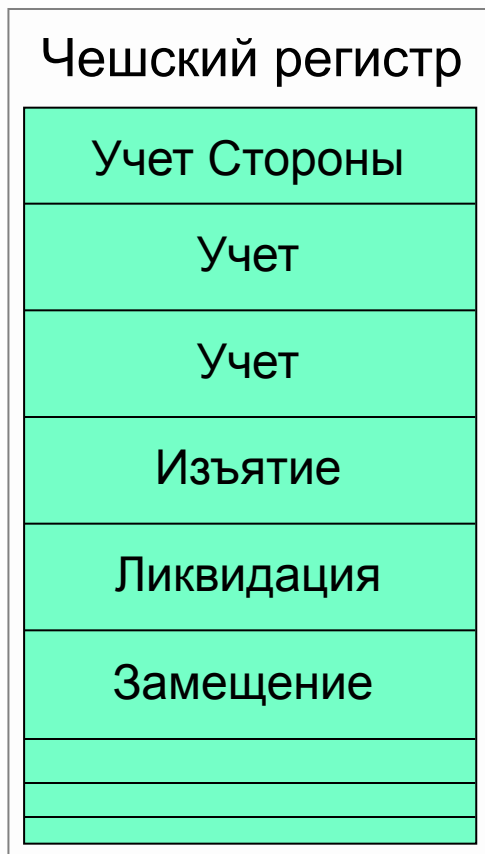 Чешский регистр
Учет Стороны
Учет
Учет
Изъятие
Ликвидация
Замещение